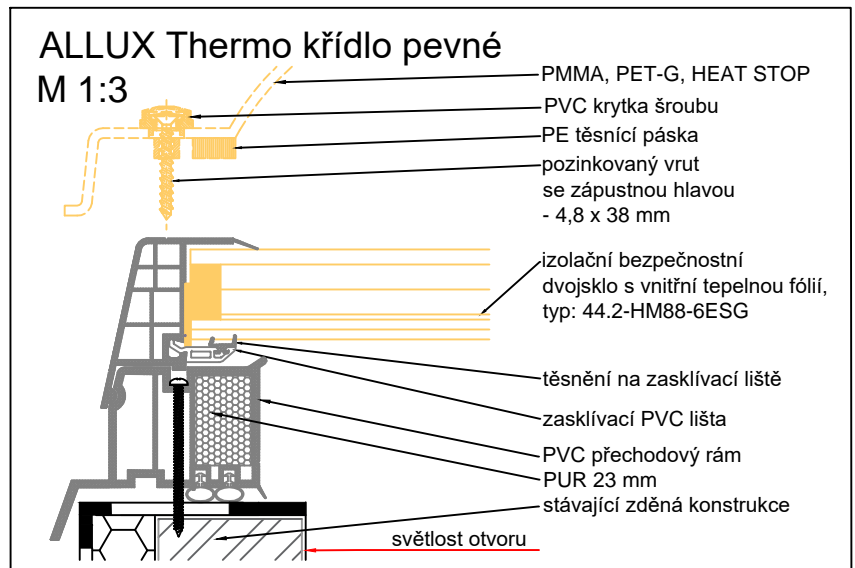 ALLUX Thermo křídlo pevné
M 1:3
PMMA, PET-G, HEAT STOP
PVC krytka šroubu
PE těsnící páska
pozinkovaný vrut
se zápustnou hlavou
- 4,8 x 38 mm
izolační bezpečnostní
dvojsklo s vnitřní tepelnou fólií,
typ: 44.2-HM88-6ESG
těsnění na zasklívací liště
zasklívací PVC lišta
PVC přechodový rám
PUR 23 mm
stávající zděná konstrukce
světlost otvoru